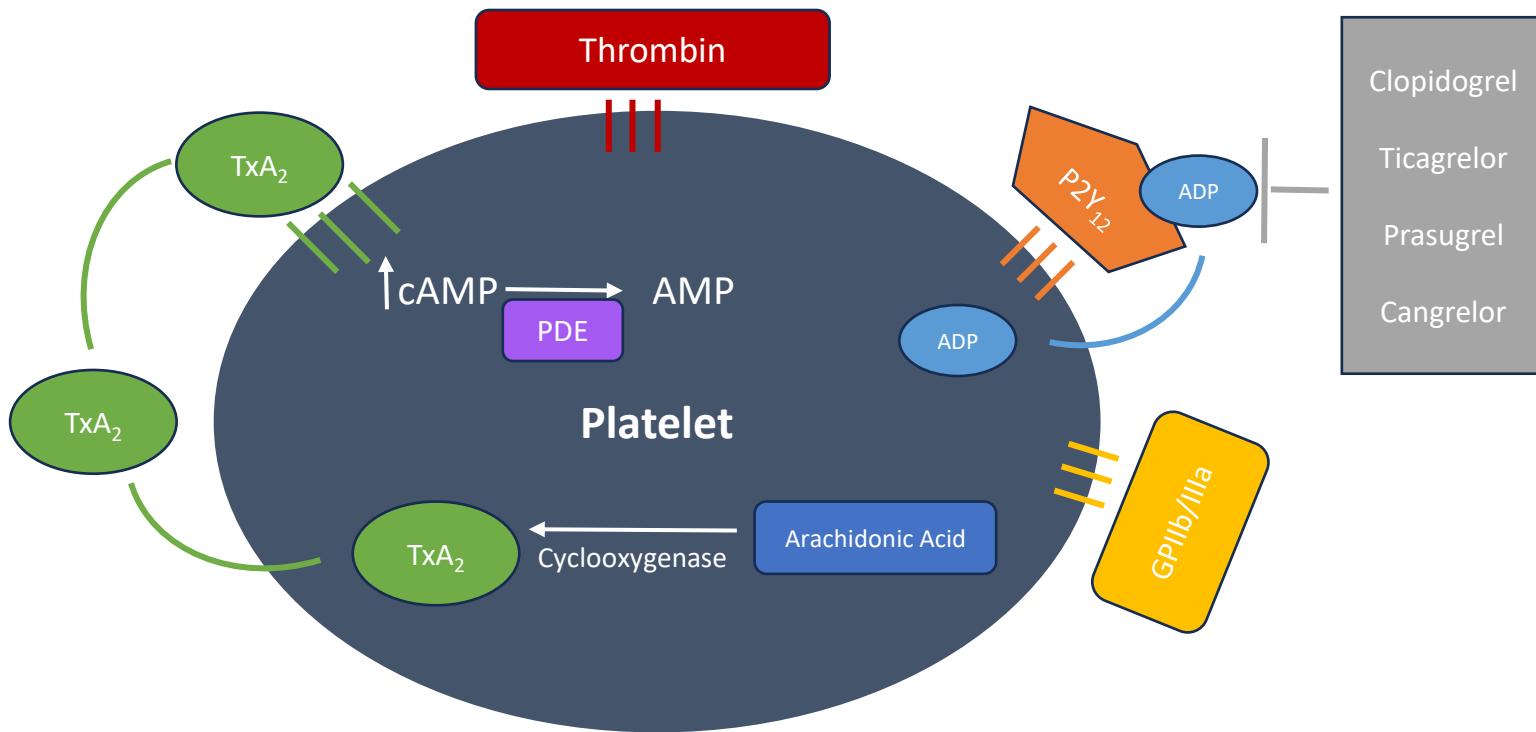 Thrombin
Clopidogrel
Ticagrelor
Prasugrel
Cangrelor
TxA₂
P2Y₁₂
ADP
cAMP
AMP
PDE
ADP
TxA₂
Platelet
GPIIb/IIIa
TxA₂
Cyclooxygenase
Arachidonic Acid